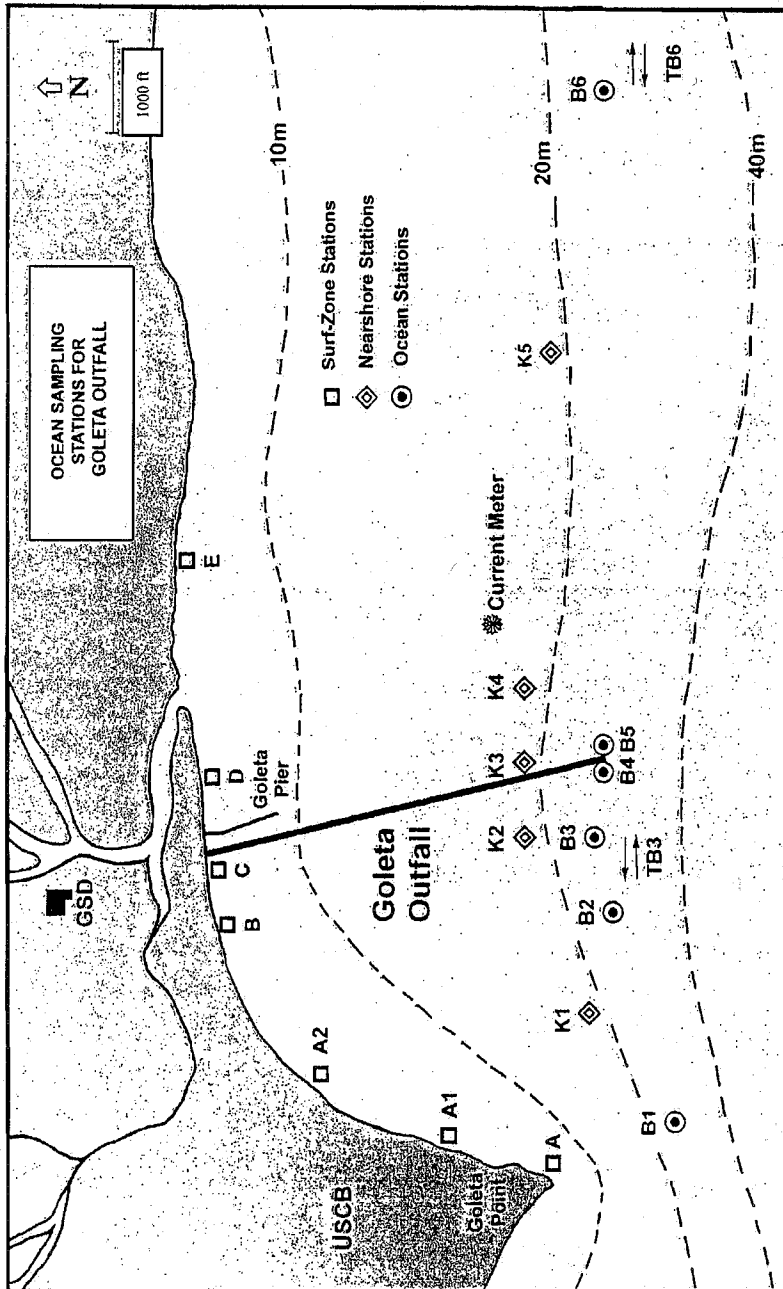 OCEAN SAMPLING
STATIONS FOR
GOLETA OUTFALL
N
1000 ft
GSD
USCB
Goleta
Point
Goleta
Pier
A
A1
A2
B
C
D
E
10m
Surf-Zone Stations
Nearshore Stations
Ocean Stations
Goleta
Outfall
Current Meter
K1
K2
K3
K4
K5
20m
B1
B2
B3
B4 B5
B6
TB3
TB6
40m